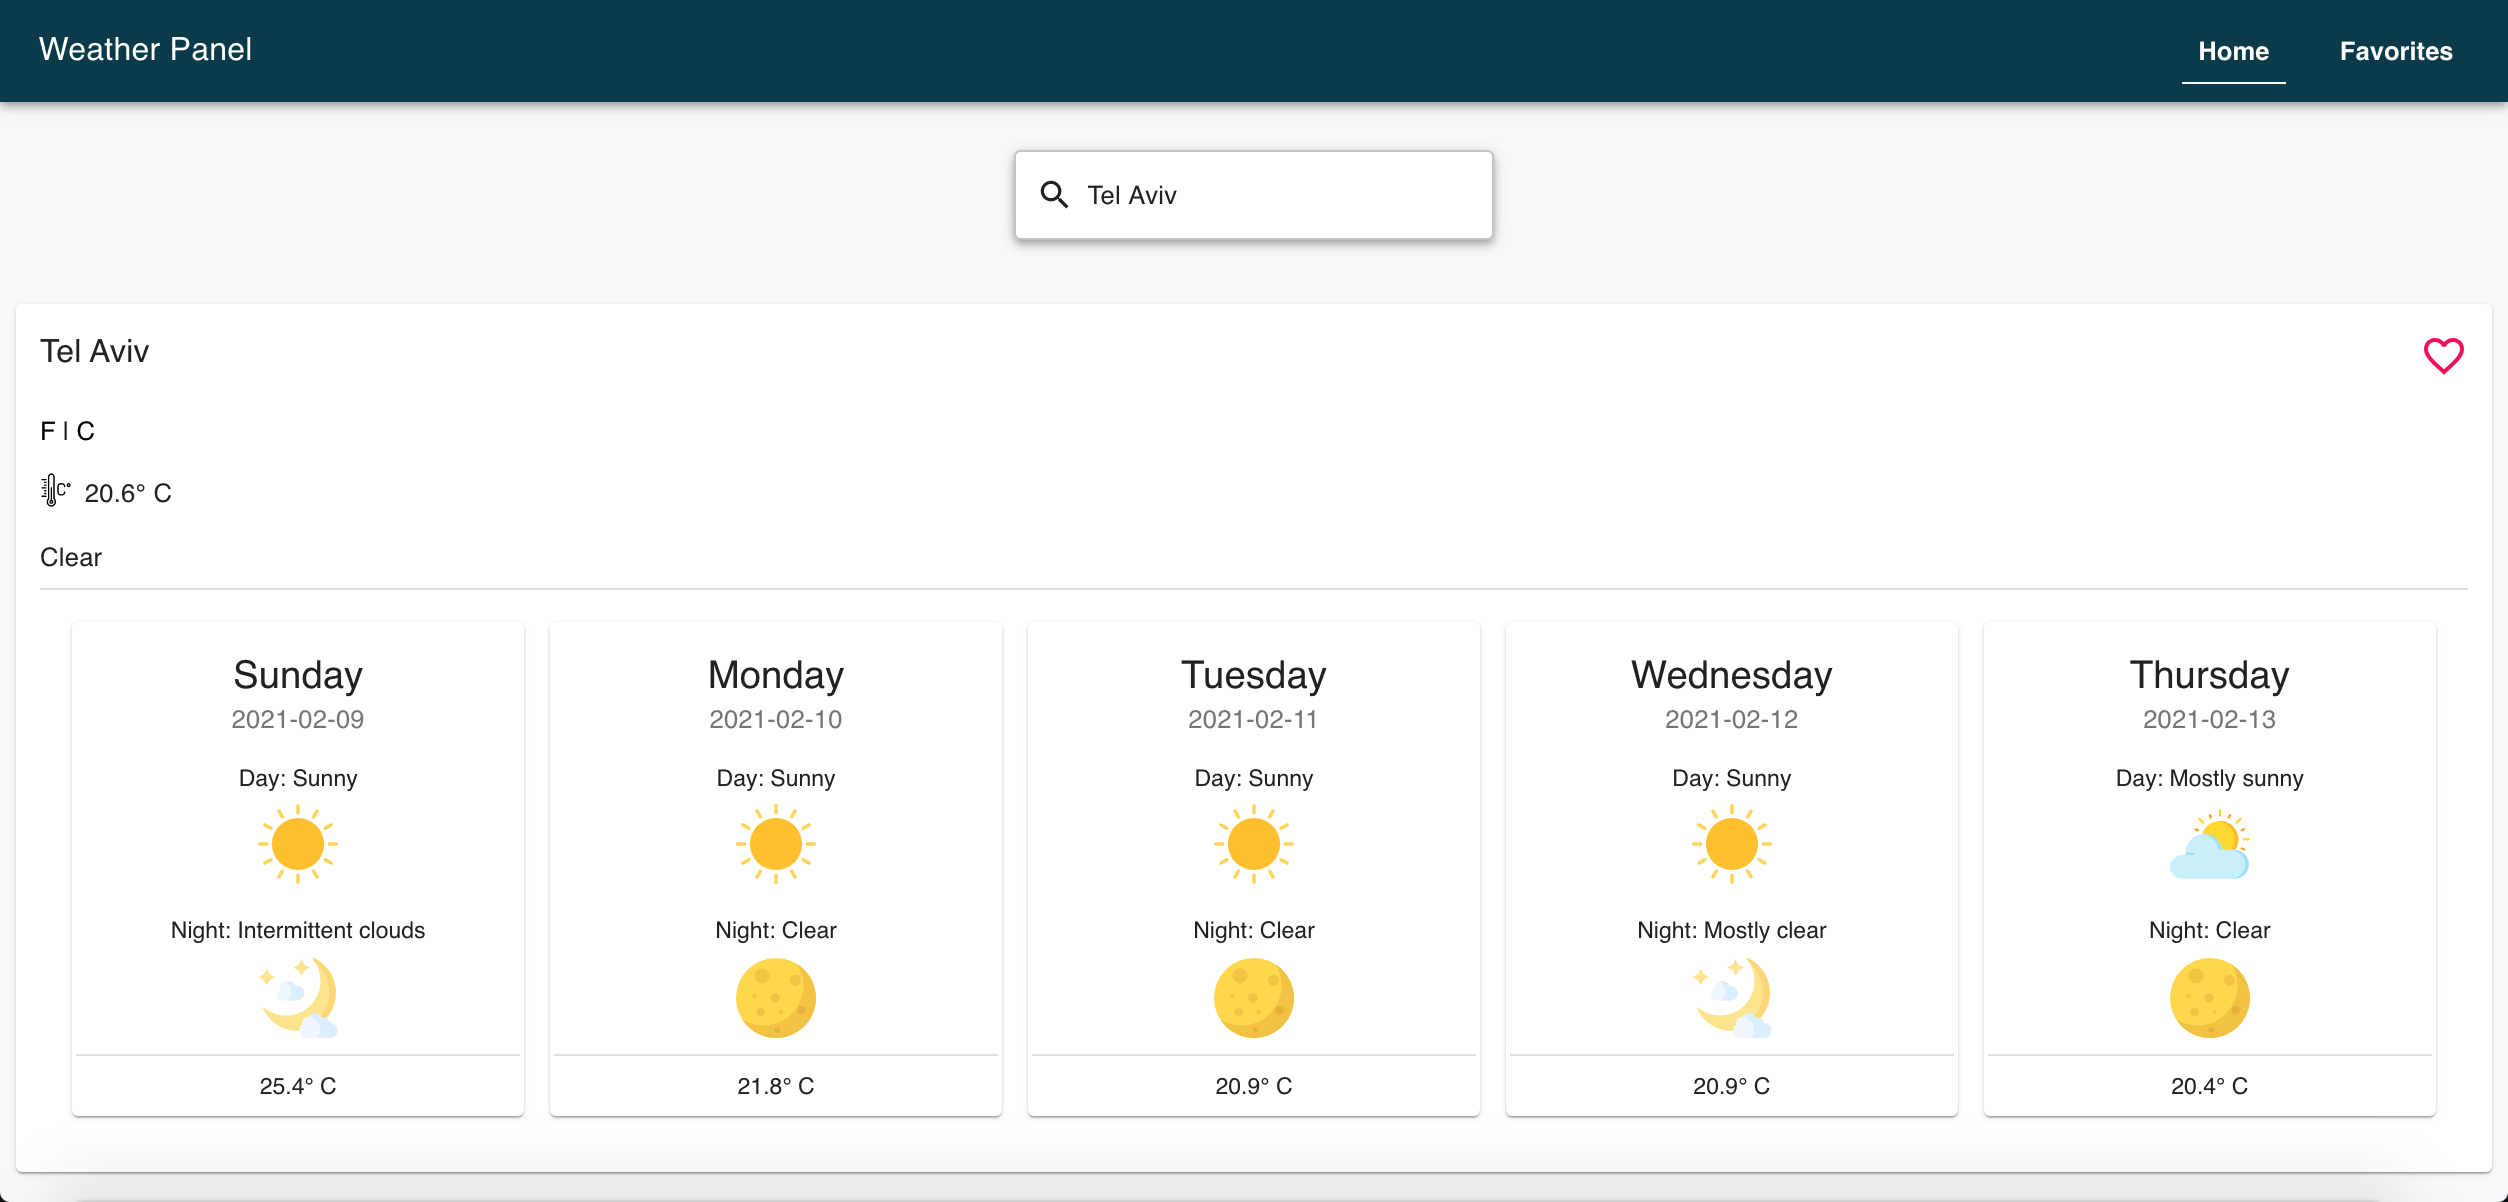 Weather Panel
Home
Favorites
Tel Aviv
Tel Aviv
F | C
C° 20.6° C
Clear
Sunday
2021-02-09
Day: Sunny
Night: Intermittent clouds
25.4° C
Monday
2021-02-10
Day: Sunny
Night: Clear
21.8° C
Tuesday
2021-02-11
Day: Sunny
Night: Clear
20.9° C
Wednesday
2021-02-12
Day: Sunny
Night: Mostly clear
20.9° C
Thursday
2021-02-13
Day: Mostly sunny
Night: Clear
20.4° C